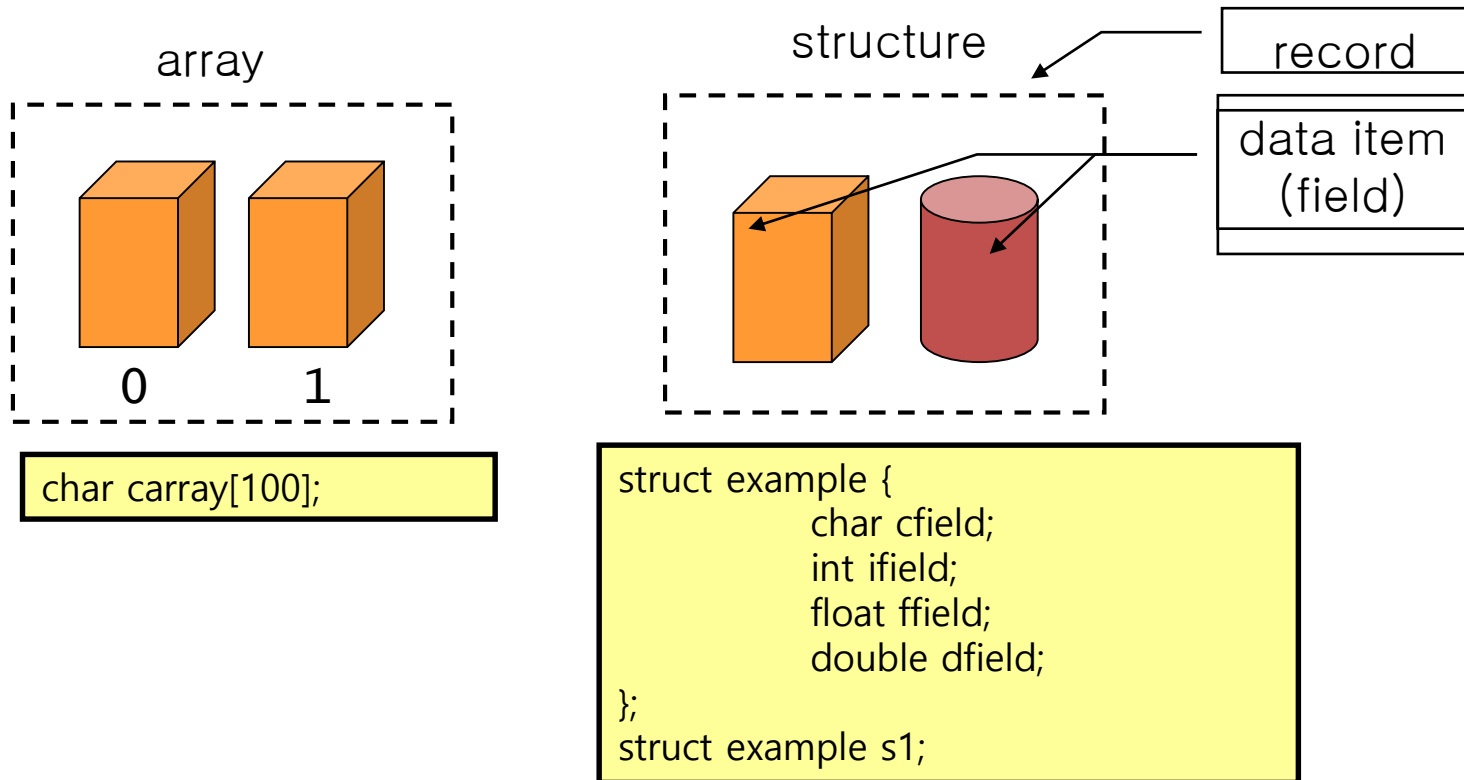 array
0 1
char carray[100];
structure
record
data item
(field)
struct example {
char cfield;
int ifield;
float ffield;
double dfield;
};
struct example s1;